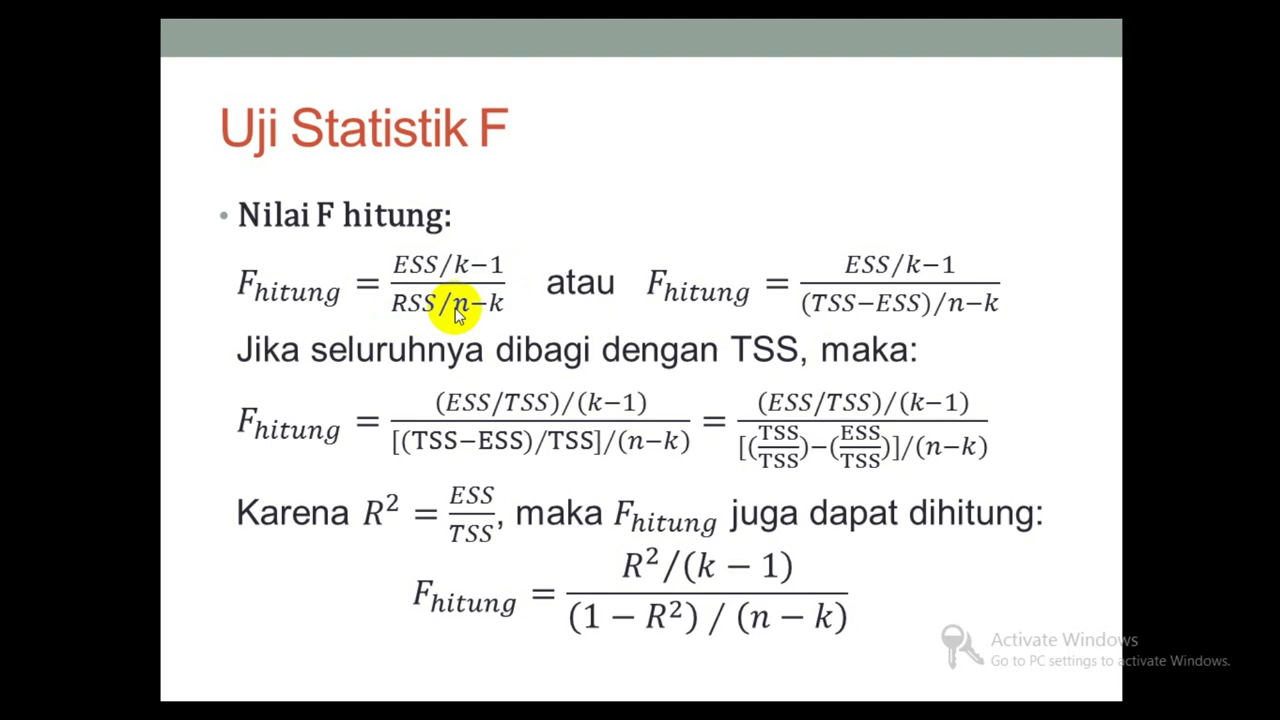 Uji Statistik F
• Nilai F hitung:
F_hitung = (ESS/k−1)/(RSS/n−k) atau F_hitung = (ESS/k−1)/((TSS−ESS)/n−k)
Jika seluruhnya dibagi dengan TSS, maka:
F_hitung = ((ESS/TSS)/(k−1))/([(TSS−ESS)/TSS]/(n−k)) = ((ESS/TSS)/(k−1))/([(TSS/TSS)−(ESS/TSS)]/(n−k))
Karena R² = ESS/TSS, maka F_hitung juga dapat dihitung:
F_hitung = (R²/(k − 1))/((1 − R²) / (n − k))
Activate Windows
Go to PC settings to activate Windows.